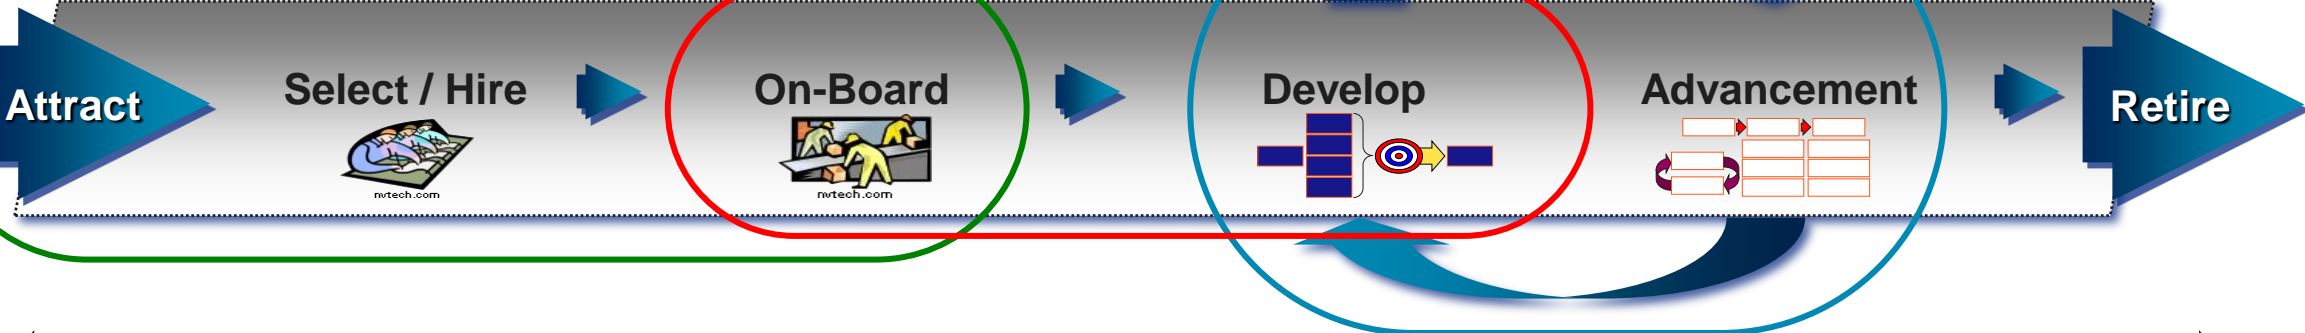 Attract
Select / Hire
On-Board
Develop
Advancement
Retire
nvtech.com
nvtech.com